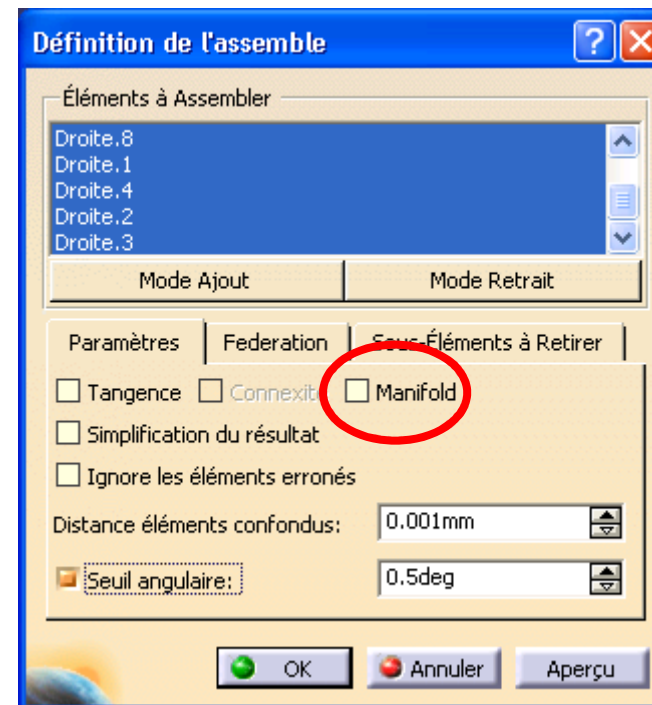 Définition de l'assemble
?
Éléments à Assembler
Droite.8
Droite.1
Droite.4
Droite.2
Droite.3
Mode Ajout Mode Retrait
Paramètres Federation Sous-Éléments à Retirer
Tangence Connexité Manifold
Simplification du résultat
Ignore les éléments erronés
Distance éléments confondus: 0.001mm
Seuil angulaire: 0.5deg
OK Annuler Aperçu